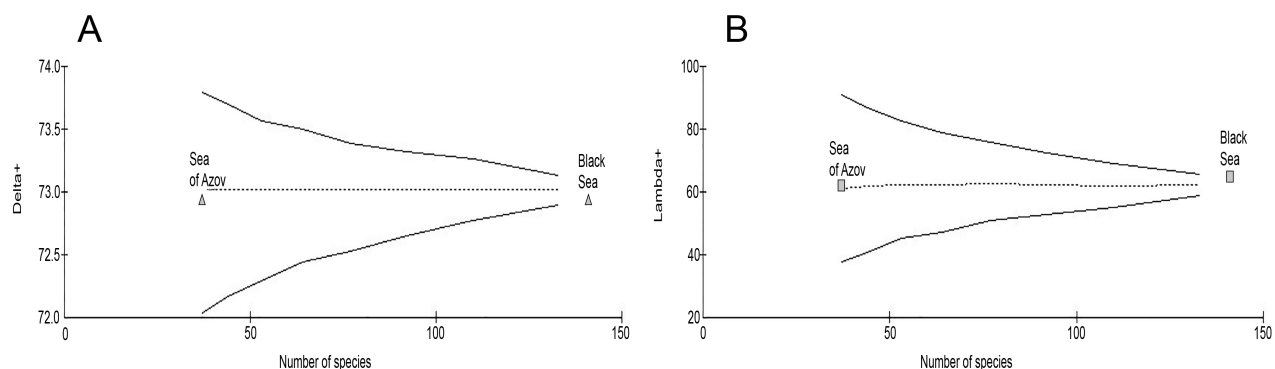 A
74.0
73.5
73.0
72.5
72.0
Delta+
Sea
of Azov
Black
Sea
0
50
100
150
Number of species
B
100
80
60
40
20
Lambda+
Sea
of Azov
Black
Sea
0
50
100
150
Number of species